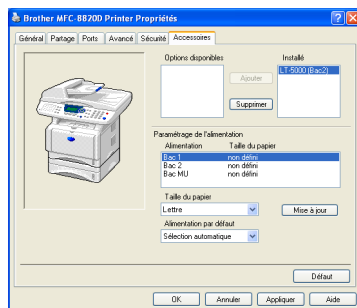 Brother MFC-8820D Printer Propriétés
Général Partage Ports Avancé Sécurité Accessoires
Options disponibles
Installé
LT-5000 (Bac2)
Ajouter
Supprimer
Paramétrage de l'alimentation
Alimentation Taille du papier
Bac 1 non défini
Bac 2 non défini
Bac MU non défini
Taille du papier
Lettre
Mise à jour
Alimentation par défaut
Sélection automatique
Défaut
OK Annuler Appliquer Aide